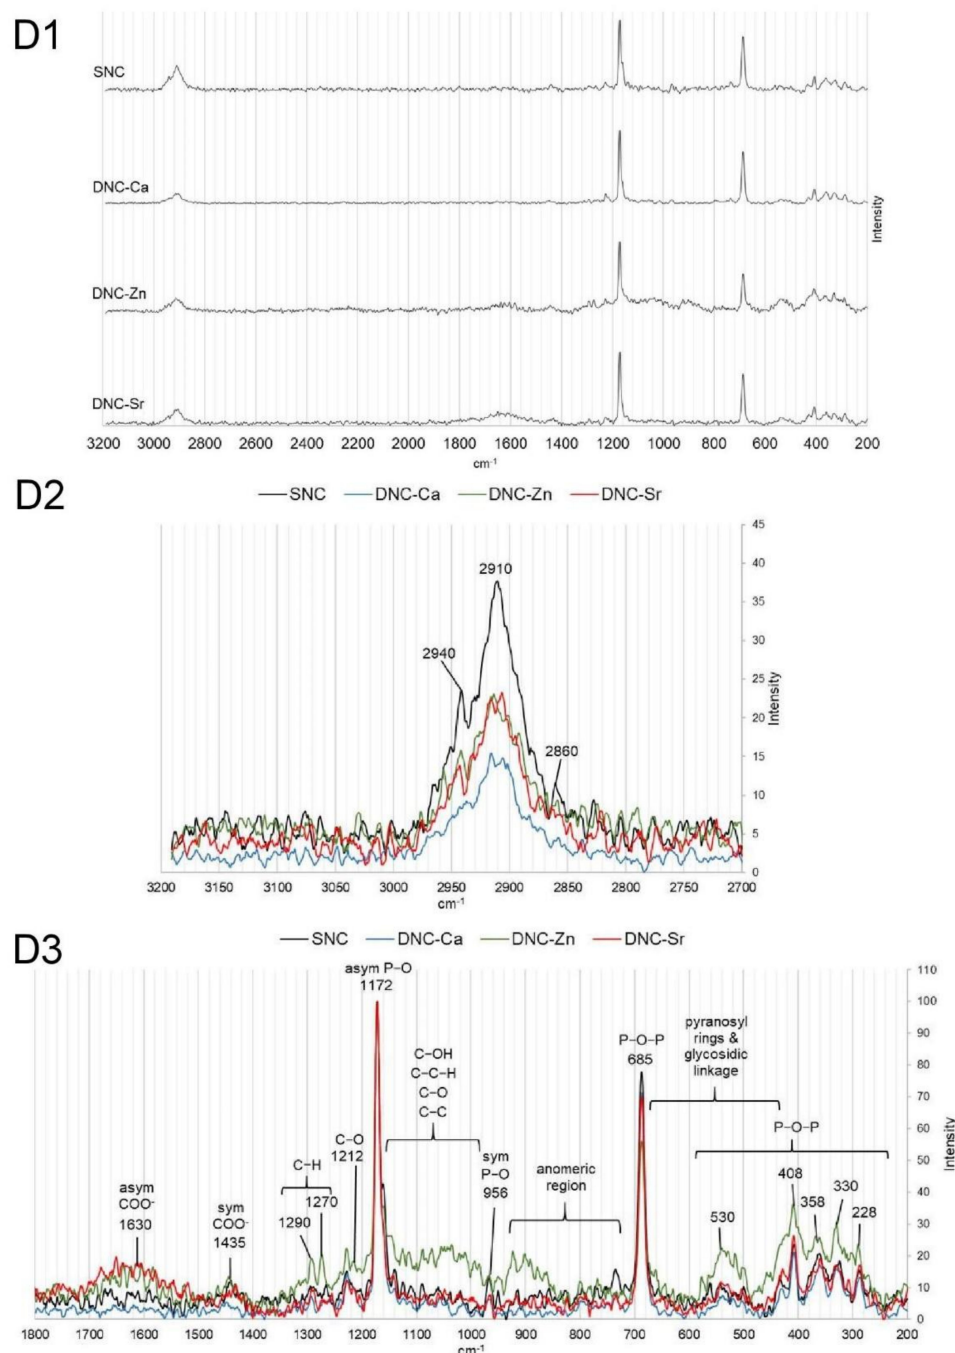 D1
SNC
DNC-Ca
DNC-Zn
DNC-Sr
Intensity
3200 3000 2800 2600 2400 2200 2000 1800 1600 1400 1200 1000 800 600 400 200
cm⁻¹
D2
SNC DNC-Ca DNC-Zn DNC-Sr
45
40
35
30
25
20
15
10
5
0
Intensity
2910
2940
2860
3200 3150 3100 3050 3000 2950 2900 2850 2800 2750 2700
cm⁻¹
D3
SNC DNC-Ca DNC-Zn DNC-Sr
110
100
90
80
70
60
50
40
30
20
10
0
Intensity
asym P–O
1172
C–OH
C–C–H
C–O
C–C
P–O–P
685
pyranosyl
rings &
glycosidic
linkage
P–O–P
C–O
1212
C–H
1270
1290
asym
COO⁻
1630
sym
COO⁻
1435
sym
P–O
956
anomeric
region
530
408
358
330
228
1800 1700 1600 1500 1400 1300 1200 1100 1000 900 800 700 600 500 400 300 200
cm⁻¹